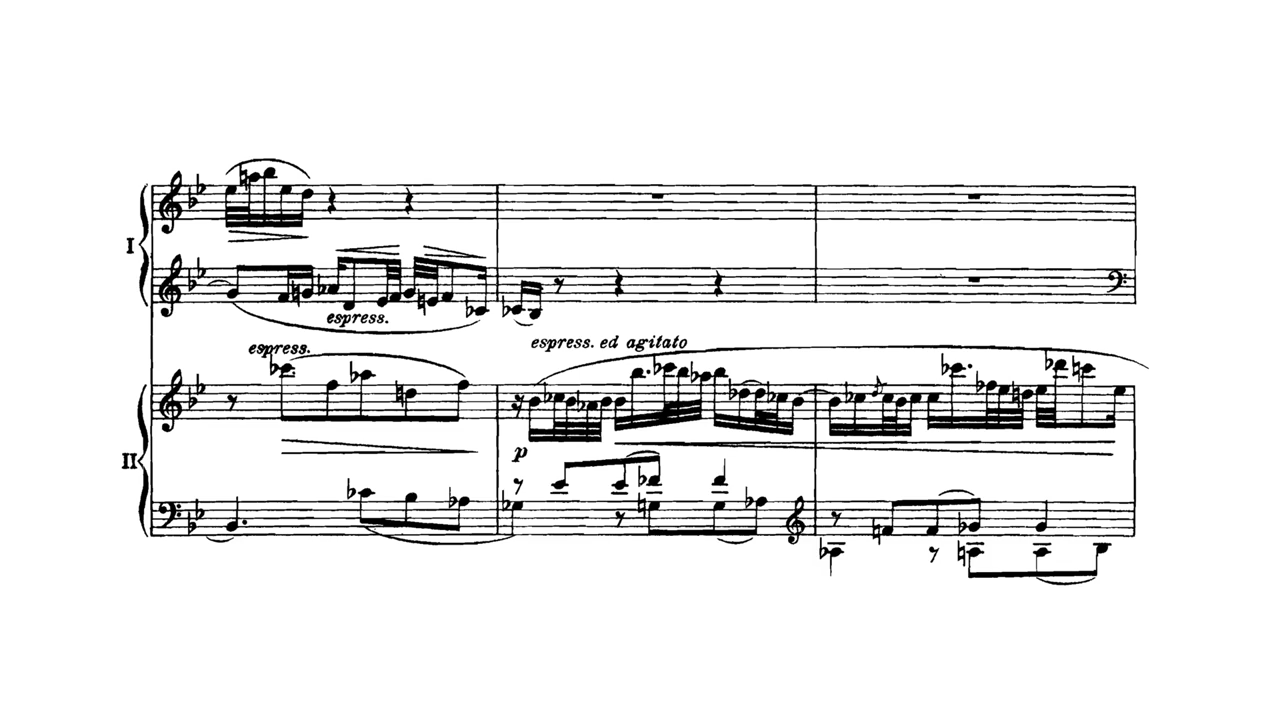 I
espress.
espress.
espress. ed agitato
II
p